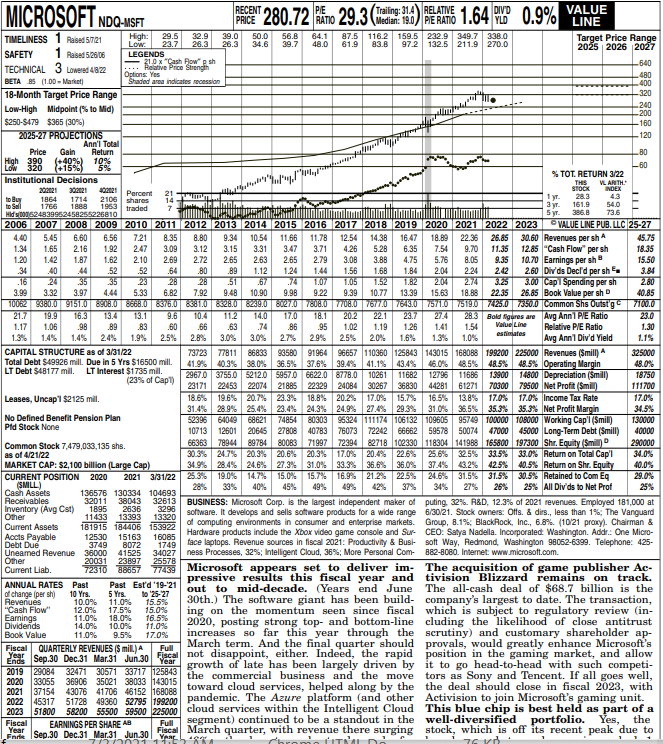 MICROSOFT NDQ-MSFT RECENT PRICE 280.72 P/E RATIO 29.3 (Trailing: 31.4 Median: 19.0) RELATIVE P/E RATIO 1.64 DIV'D YLD 0.9% VALUE LINE
TIMELINESS 1 Raised 5/7/21
SAFETY 1 Raised 5/26/06
TECHNICAL 3 Lowered 4/8/22
BETA .85 (1.00 = Market)
High: 29.5 32.9 39.0 50.0 56.8 64.1 87.5 116.2 159.5 232.9 349.7 338.0
Low: 23.7 26.3 26.3 34.6 39.7 48.0 61.9 83.8 97.2 132.5 211.9 270.0
Target Price Range
2025 2026 2027
LEGENDS
21.0 x "Cash Flow" p sh
Relative Price Strength
Options: Yes
Shaded area indicates recession
640
480
400
320
240
200
160
120
80
60
18-Month Target Price Range
Low-High Midpoint (% to Mid)
$250-$479 $365 (30%)
2025-27 PROJECTIONS
Ann'l Total
Price Gain Return
High 390 (+40%) 10%
Low 320 (+15%) 5%
Institutional Decisions
2Q2021 3Q2021 4Q2021
to Buy 1864 1714 2106
to Sell 1766 1888 1953
Hld's(000)
Percent shares traded
21
14
7
% TOT. RETURN 3/22
THIS STOCK VL ARITH.* INDEX
1 yr. 28.3 4.3
3 yr. 161.9 54.0
5 yr. 386.8 73.6
2006 2007 2008 2009 2010 2011 2012 2013 2014 2015 2016 2017 2018 2019 2020 2021 2022 2023 © VALUE LINE PUB. LLC 25-27
4.40 5.45 6.60 6.56 7.21 8.35 8.80 9.34 10.54 11.66 11.78 12.54 14.38 16.47 18.89 22.36 26.85 30.60 Revenues per sh A 45.75
1.34 1.65 2.12 1.96 2.47 3.09 3.12 3.15 3.31 3.47 3.71 4.26 5.28 6.35 7.54 9.70 11.35 12.85 "Cash Flow" per sh 18.35
1.20 1.42 1.87 1.62 2.10 2.69 2.72 2.65 2.63 2.65 2.79 3.08 3.88 4.75 5.76 8.05 9.35 10.70 Earnings per sh B 15.50
.34 .40 .44 .52 .52 .64 .80 .89 1.12 1.24 1.44 1.56 1.68 1.84 2.04 2.24 2.42 2.60 Div'ds Decl'd per sh E■ 3.84
.16 .24 .35 .35 .23 .28 .28 .51 .67 .74 1.07 1.05 1.52 1.82 2.04 2.74 3.25 3.00 Cap'l Spending per sh 2.80
3.99 3.32 3.97 4.44 5.33 6.82 7.92 9.48 10.90 9.98 9.22 9.39 10.77 13.39 15.63 18.88 22.35 26.85 Book Value per sh D 40.85
10062 9380.0 9151.0 8908.0 8668.0 8376.0 8381.0 8328.0 8239.0 8027.0 7808.0 7708.0 7677.0 7643.0 7571.0 7519.0 7425.0 7350.0 Common Shs Outst'g C 7100.0
21.7 19.9 16.3 13.4 13.1 9.6 10.4 11.2 14.0 17.0 18.1 20.2 22.1 23.7 27.4 28.3 Bold figures are Avg Ann'l P/E Ratio 23.0
1.17 1.06 .98 .89 .83 .60 .66 .63 .74 .86 .95 1.02 1.19 1.26 1.41 1.54 Value Line Relative P/E Ratio 1.30
1.3% 1.4% 1.4% 2.4% 1.9% 2.5% 2.8% 3.0% 3.0% 2.7% 2.9% 2.5% 2.0% 1.6% 1.3% 1.0% estimates Avg Ann'l Div'd Yield 1.1%
CAPITAL STRUCTURE as of 3/31/22
Total Debt $49926 mill. Due in 5 Yrs $16500 mill.
LT Debt $48177 mill. LT Interest $1735 mill.
(23% of Cap'l)
Leases, Uncap'l $2125 mill.
No Defined Benefit Pension Plan
Pfd Stock None
Common Stock 7,479,033,135 shs.
as of 4/21/22
MARKET CAP: $2,100 billion (Large Cap)
73723 77811 86833 93580 91964 96657 110360 125843 143015 168088 199200 225000 Revenues ($mill) A 325000
41.9% 40.3% 38.0% 36.5% 37.6% 39.4% 41.1% 43.4% 46.0% 48.5% 48.5% 48.5% Operating Margin 48.0%
2967.0 3755.0 5212.0 5957.0 6622.0 8778.0 10261 11682 12796 11686 13900 14800 Depreciation ($mill) 18750
23171 22453 22074 21885 22329 24084 30267 36830 44281 61271 70300 79500 Net Profit ($mill) 111700
18.6% 19.6% 20.7% 23.3% 18.8% 20.2% 17.0% 15.7% 16.5% 13.8% 17.0% 17.0% Income Tax Rate 17.0%
31.4% 28.9% 25.4% 23.4% 24.3% 24.9% 27.4% 29.3% 31.0% 36.5% 35.3% 35.3% Net Profit Margin 34.5%
52396 64049 68621 74854 80303 95324 111174 106132 109605 95749 100000 108000 Working Cap'l ($mill) 130000
10713 12601 20645 27808 40783 76073 72242 66662 59578 50074 47000 45000 Long-Term Debt ($mill) 40000
66363 78944 89784 80083 71997 72394 82718 102330 118304 141988 165800 197300 Shr. Equity ($mill) D 290000
30.3% 24.7% 20.3% 20.6% 20.3% 17.0% 20.4% 22.6% 25.6% 32.5% 33.5% 33.0% Return on Total Cap'l 34.0%
34.9% 28.4% 24.6% 27.3% 31.0% 33.3% 36.6% 36.0% 37.4% 43.2% 42.5% 40.5% Return on Shr. Equity 40.0%
25.3% 19.0% 14.7% 15.0% 15.7% 16.9% 21.2% 22.5% 24.6% 31.5% 31.5% 30.5% Retained to Com Eq 29.0%
28% 33% 40% 45% 49% 49% 42% 37% 34% 27% 26% 25% All Div'ds to Net Prof 25%
CURRENT POSITION 2020 2021 3/31/22
($MILL.)
Cash Assets 136576 130334 104693
Receivables 32011 38043 32613
Inventory (Avg Cst) 1895 2636 3296
Other 11433 13393 13320
Current Assets 181915 184406 153922
Accts Payable 12530 15163 16085
Debt Due 3749 8072 1749
Unearned Revenue 36000 41525 34027
Other 20031 23897 25578
Current Liab. 72310 88657 77439
ANNUAL RATES Past Past Est'd '19-'21
of change (per sh) 10 Yrs. 5 Yrs. to '25-'27
Revenues 10.0% 11.0% 15.5%
"Cash Flow" 12.0% 17.5% 15.0%
Earnings 11.0% 18.0% 16.5%
Dividends 14.0% 10.0% 11.0%
Book Value 11.0% 9.5% 17.0%
Fiscal Year Ends QUARTERLY REVENUES ($ mill.) A Full Fiscal Year
Sep.30 Dec.31 Mar.31 Jun.30
2019 29084 32471 30571 33717 125843
2020 33055 36906 35021 38033 143015
2021 37154 43076 41706 46152 168088
2022 45317 51728 49360 52795 199200
2023 51800 58200 55500 59500 225000
Fiscal Year Ends EARNINGS PER SHARE AB Full Fiscal
BUSINESS: Microsoft Corp. is the largest independent maker of
software. It develops and sells software products for a wide range
of computing environments in consumer and enterprise markets.
Hardware products include the Xbox video game console and Sur-
face laptops. Revenue sources in fiscal 2021: Productivity & Busi-
ness Processes, 32%; Intelligent Cloud, 36%; More Personal Com-
puting, 32%. R&D, 12.3% of 2021 revenues. Employed 181,000 at
6/30/21. Stock owners: Offs. & dirs., less than 1%; The Vanguard
Group, 8.1%; BlackRock, Inc., 6.8%. (10/21 proxy). Chairman &
CEO: Satya Nadella. Incorporated: Washington. Addr.: One Micro-
soft Way, Redmond, Washington 98052-6399. Telephone: 425-
882-8080. Internet: www.microsoft.com.
Microsoft appears set to deliver im-
pressive results this fiscal year and
out to mid-decade. (Years end June
30th.) The software giant has been build-
ing on the momentum seen since fiscal
2020, posting strong top- and bottom-line
increases so far this year through the
March term. And the final quarter should
not disappoint, either. Indeed, the rapid
growth of late has been largely driven by
the commercial business and the move
toward cloud services, helped along by the
pandemic. The Azure platform (and other
cloud services within the Intelligent Cloud
segment) continued as a standout in the
March quarter, with revenue there surging
The acquisition of game publisher Ac-
tivision Blizzard remains on track.
The all-cash deal of $68.7 billion is the
company's largest to date. The transaction,
which is subject to regulatory review (in-
cluding the likelihood of close antitrust
scrutiny) and customary shareholder ap-
provals, would greatly enhance Microsoft's
position in the gaming market, and allow
it to go head-to-head with such competi-
tors as Sony and Tencent. If all goes well,
the deal should close in fiscal 2023, with
Activision to join Microsoft's gaming unit.
This blue chip is best held as part of a
well-diversified portfolio. Yes, the
stock, which is off its recent peak due to